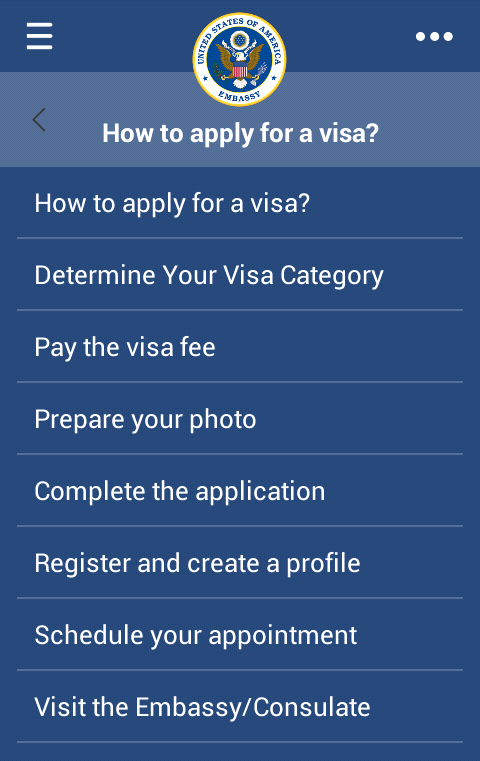 UNITED STATES OF AMERICA
EMBASSY
How to apply for a visa?
How to apply for a visa?
Determine Your Visa Category
Pay the visa fee
Prepare your photo
Complete the application
Register and create a profile
Schedule your appointment
Visit the Embassy/Consulate